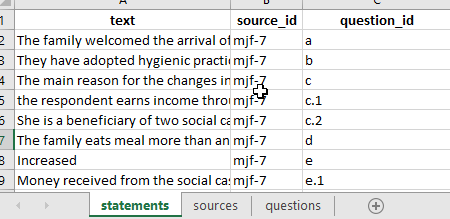 A B C
1 text source_id question_id
2 The family welcomed the arrival of mjf-7 a
3 They have adopted hygienic practi mjf-7 b
4 The main reason for the changes in mjf-7 c
5 the respondent earns income throu mjf-7 c.1
6 She is a beneficiary of two social ca mjf-7 c.2
7 The family eats meal more than an mjf-7 d
8 Increased mjf-7 e
9 Money received from the social cas mjf-7 e.1
statements sources questions